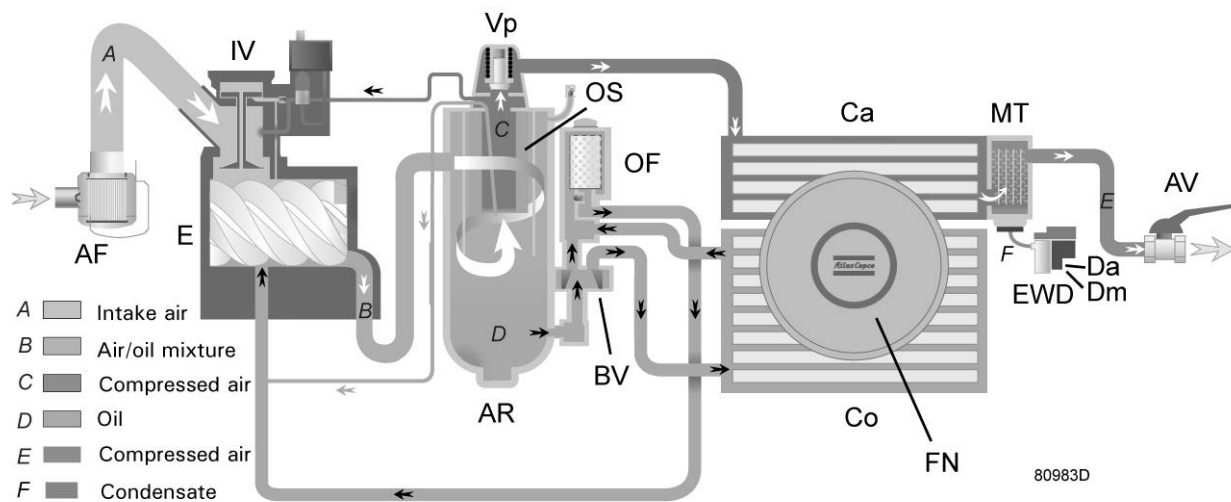 Vp
IV
A
OS
C
OF
Ca
MT
AV
E
AF
E
F
Da
Dm
EWD
Atlas Copco
B
D
BV
AR
Co
FN
A Intake air
B Air/oil mixture
C Compressed air
D Oil
E Compressed air
F Condensate
80983D